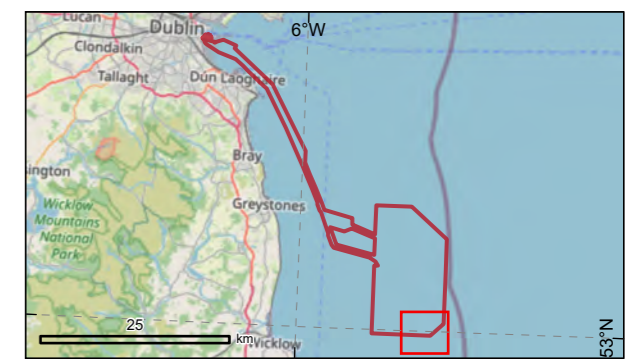 Lucan
Dublin
6°W
Clondalkin
Tallaght
Dún Laoghaire
Bray
ington
Wicklow
Mountains
National
Park
Greystones
25
km
Wicklow
53°N